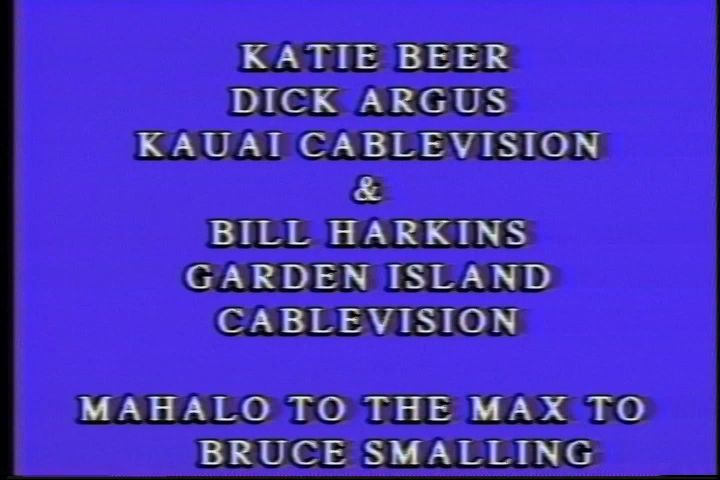 KATIE BEER
DICK ARGUS
KAUAI CABLEVISION
&
BILL HARKINS
GARDEN ISLAND
CABLEVISION
MAHALO TO THE MAX TO
BRUCE SMALLING